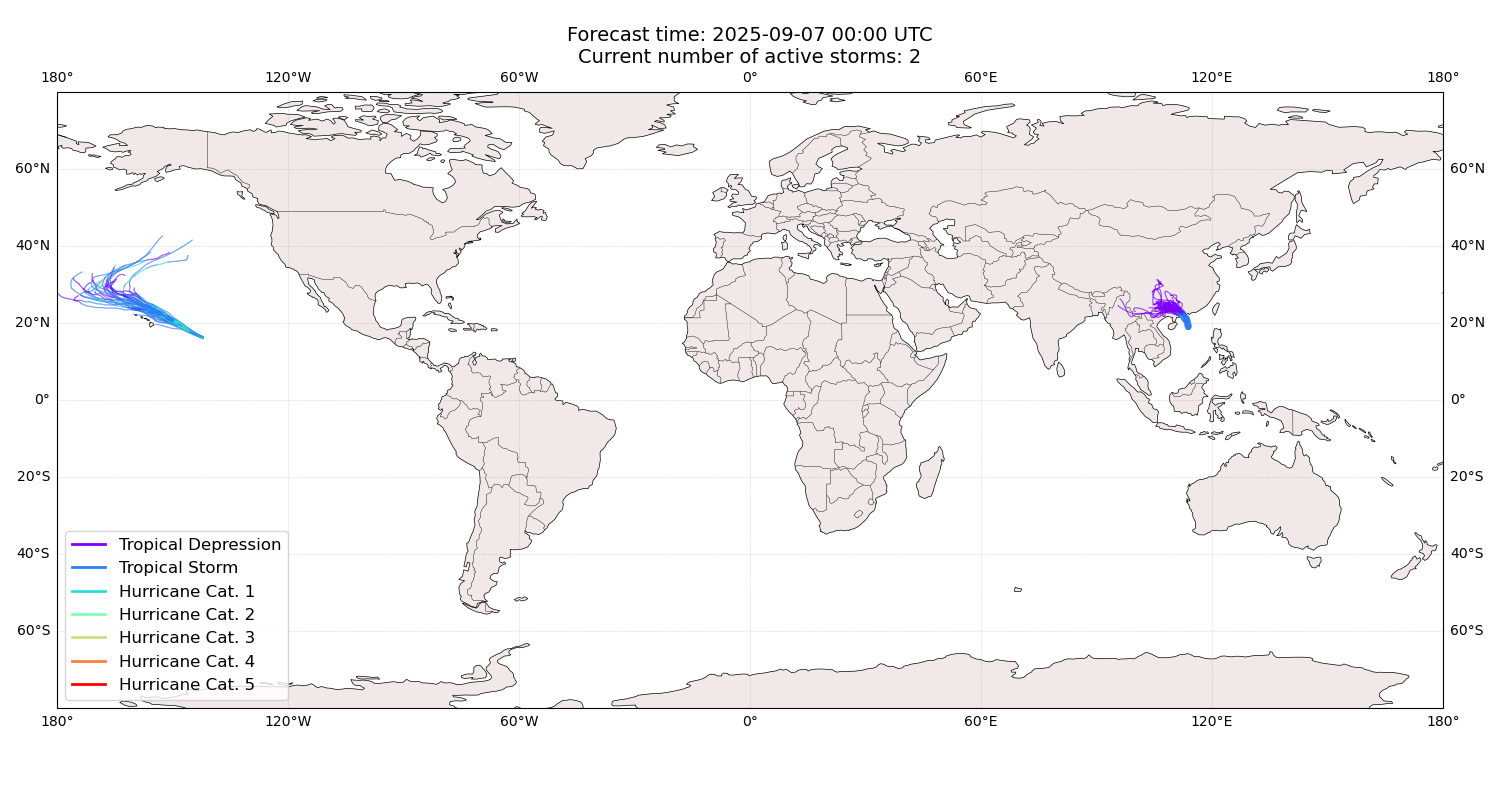 Forecast time: 2025-09-07 00:00 UTC
Current number of active storms: 2
180° 120°W 60°W 0° 60°E 120°E 180°
60°N 60°N
40°N 40°N
20°N 20°N
0° 0°
20°S 20°S
40°S 40°S
60°S 60°S
Tropical Depression
Tropical Storm
Hurricane Cat. 1
Hurricane Cat. 2
Hurricane Cat. 3
Hurricane Cat. 4
Hurricane Cat. 5
180° 120°W 60°W 0° 60°E 120°E 180°